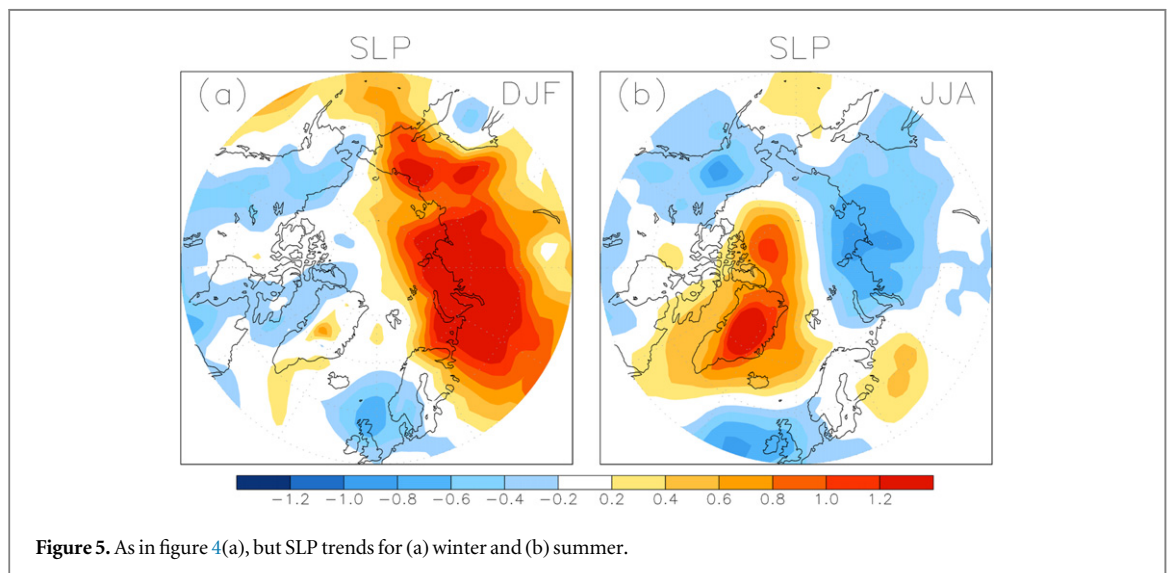 SLP SLP
(a) DJF (b) JJA
−1.2 −1.0 −0.8 −0.6 −0.4 −0.2 0.2 0.4 0.6 0.8 1.0 1.2
Figure 5. As in figure 4(a), but SLP trends for (a) winter and (b) summer.